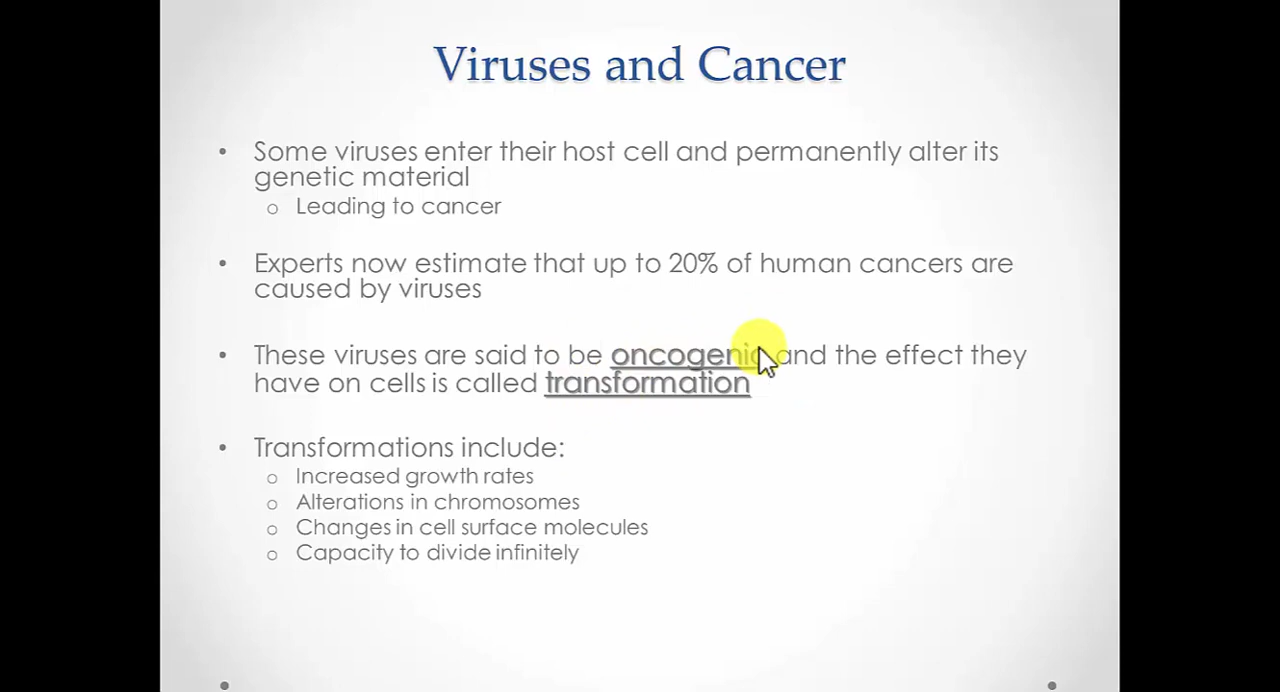 Viruses and Cancer
• Some viruses enter their host cell and permanently alter its
genetic material
o Leading to cancer
• Experts now estimate that up to 20% of human cancers are
caused by viruses
• These viruses are said to be oncogenic and the effect they
have on cells is called transformation
• Transformations include:
o Increased growth rates
o Alterations in chromosomes
o Changes in cell surface molecules
o Capacity to divide infinitely